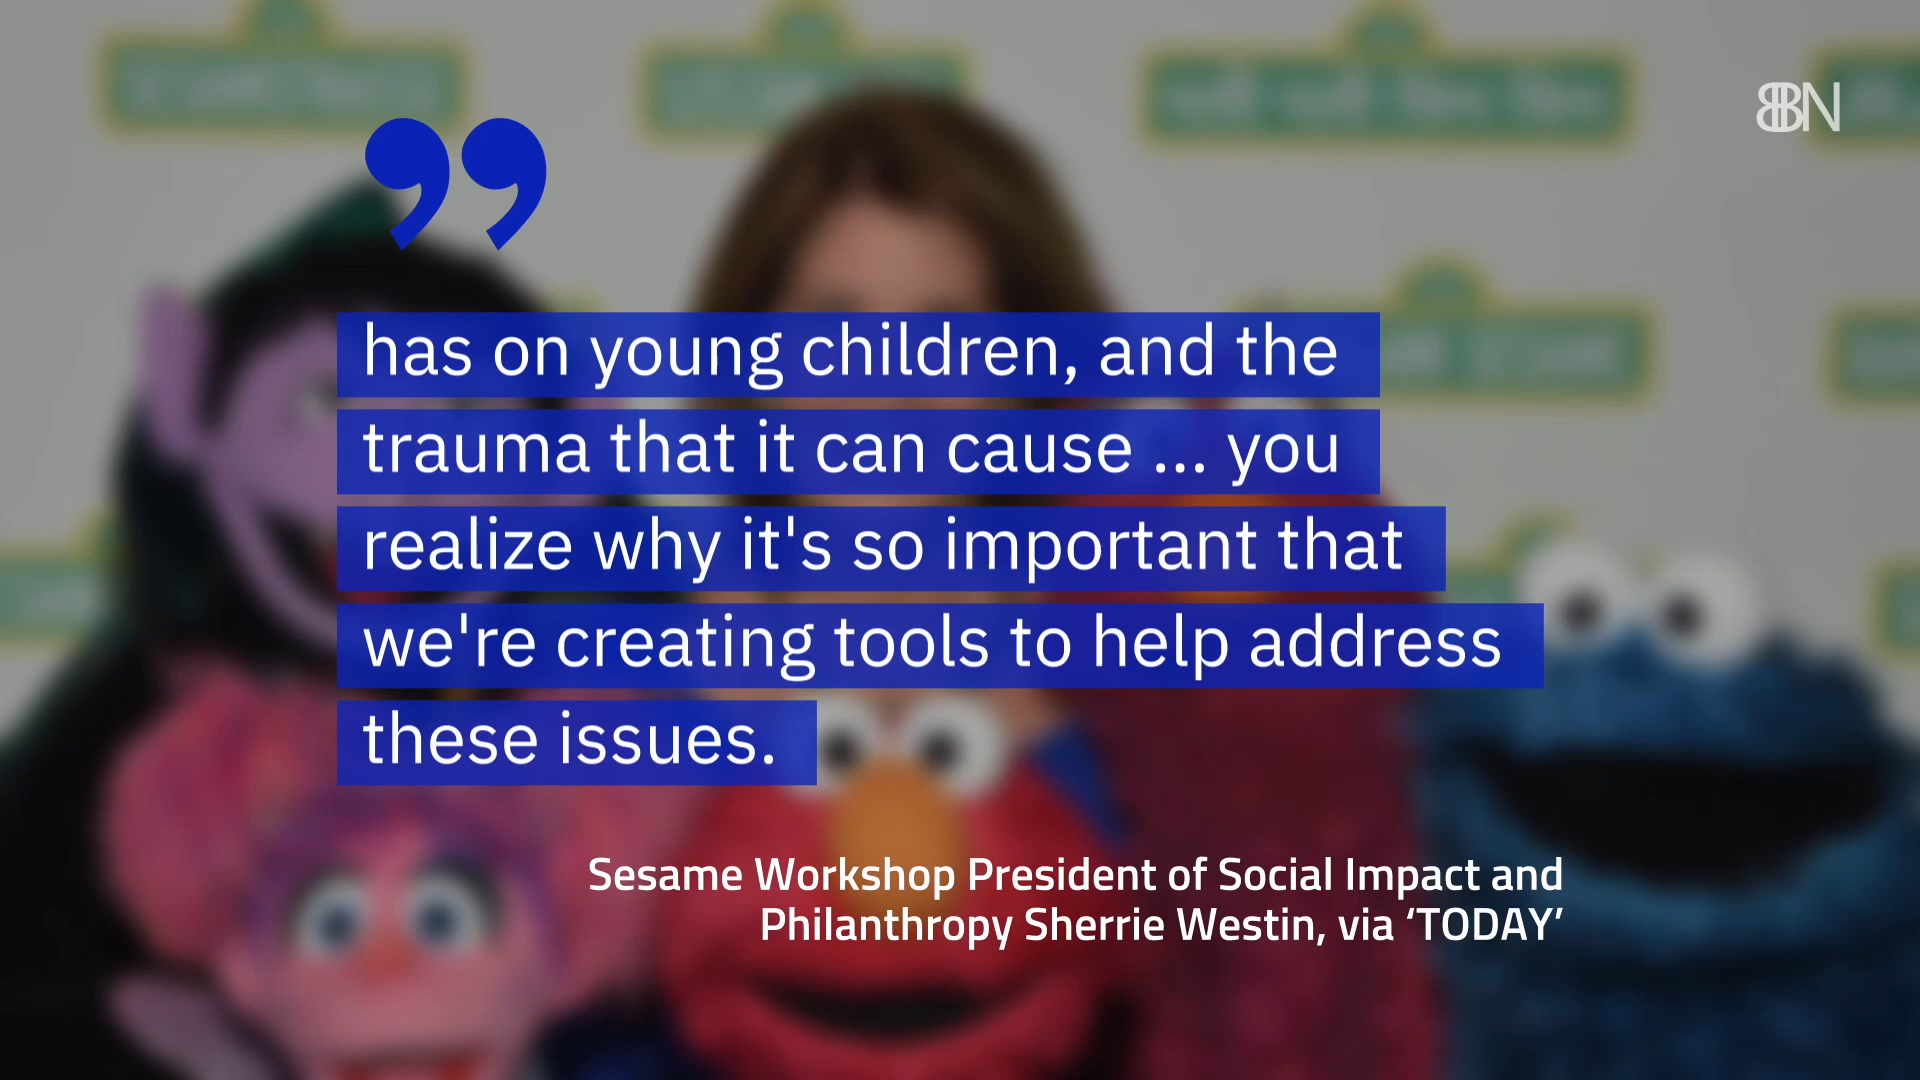 BBN
has on young children, and the
trauma that it can cause ... you
realize why it's so important that
we're creating tools to help address
these issues.
Sesame Workshop President of Social Impact and
Philanthropy Sherrie Westin, via ‘TODAY’